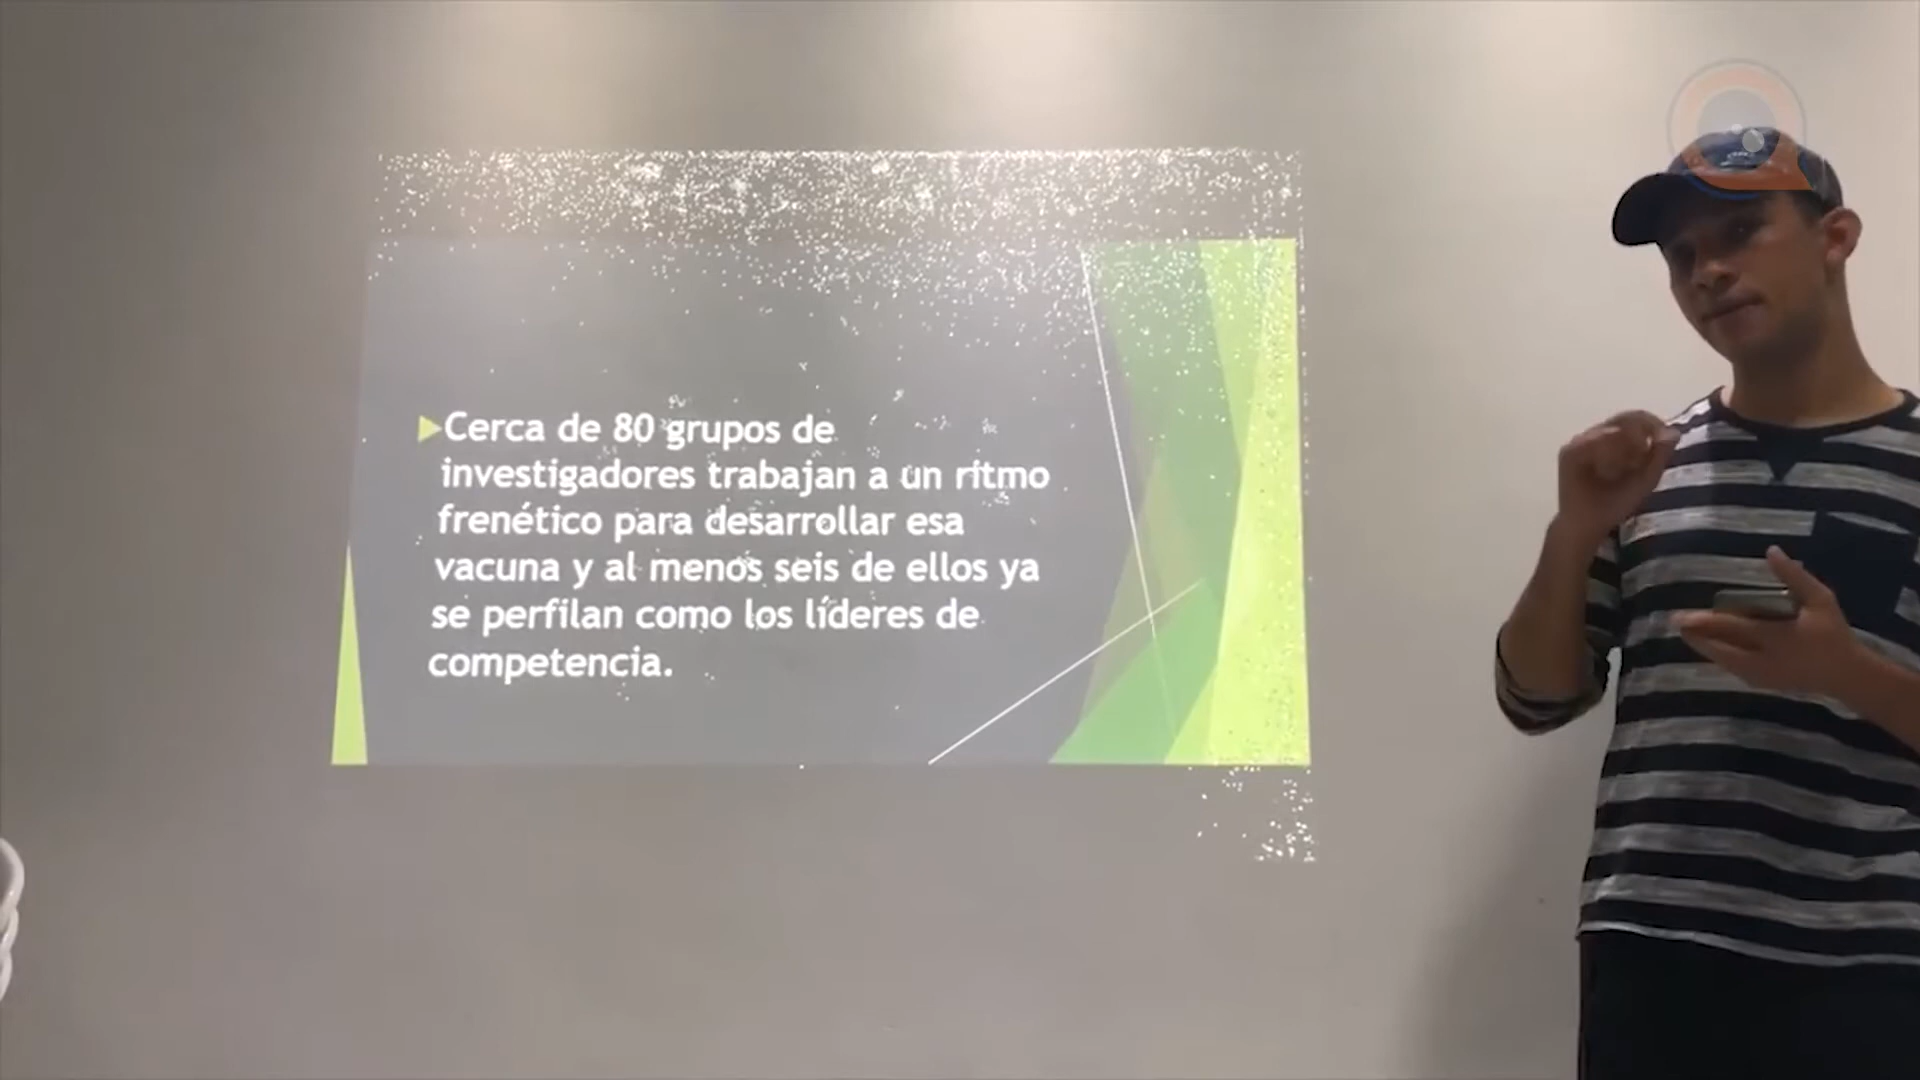 Cerca de 80 grupos de
investigadores trabajan a un ritmo
frenético para desarrollar esa
vacuna y al menos seis de ellos ya
se perfilan como los líderes de
competencia.